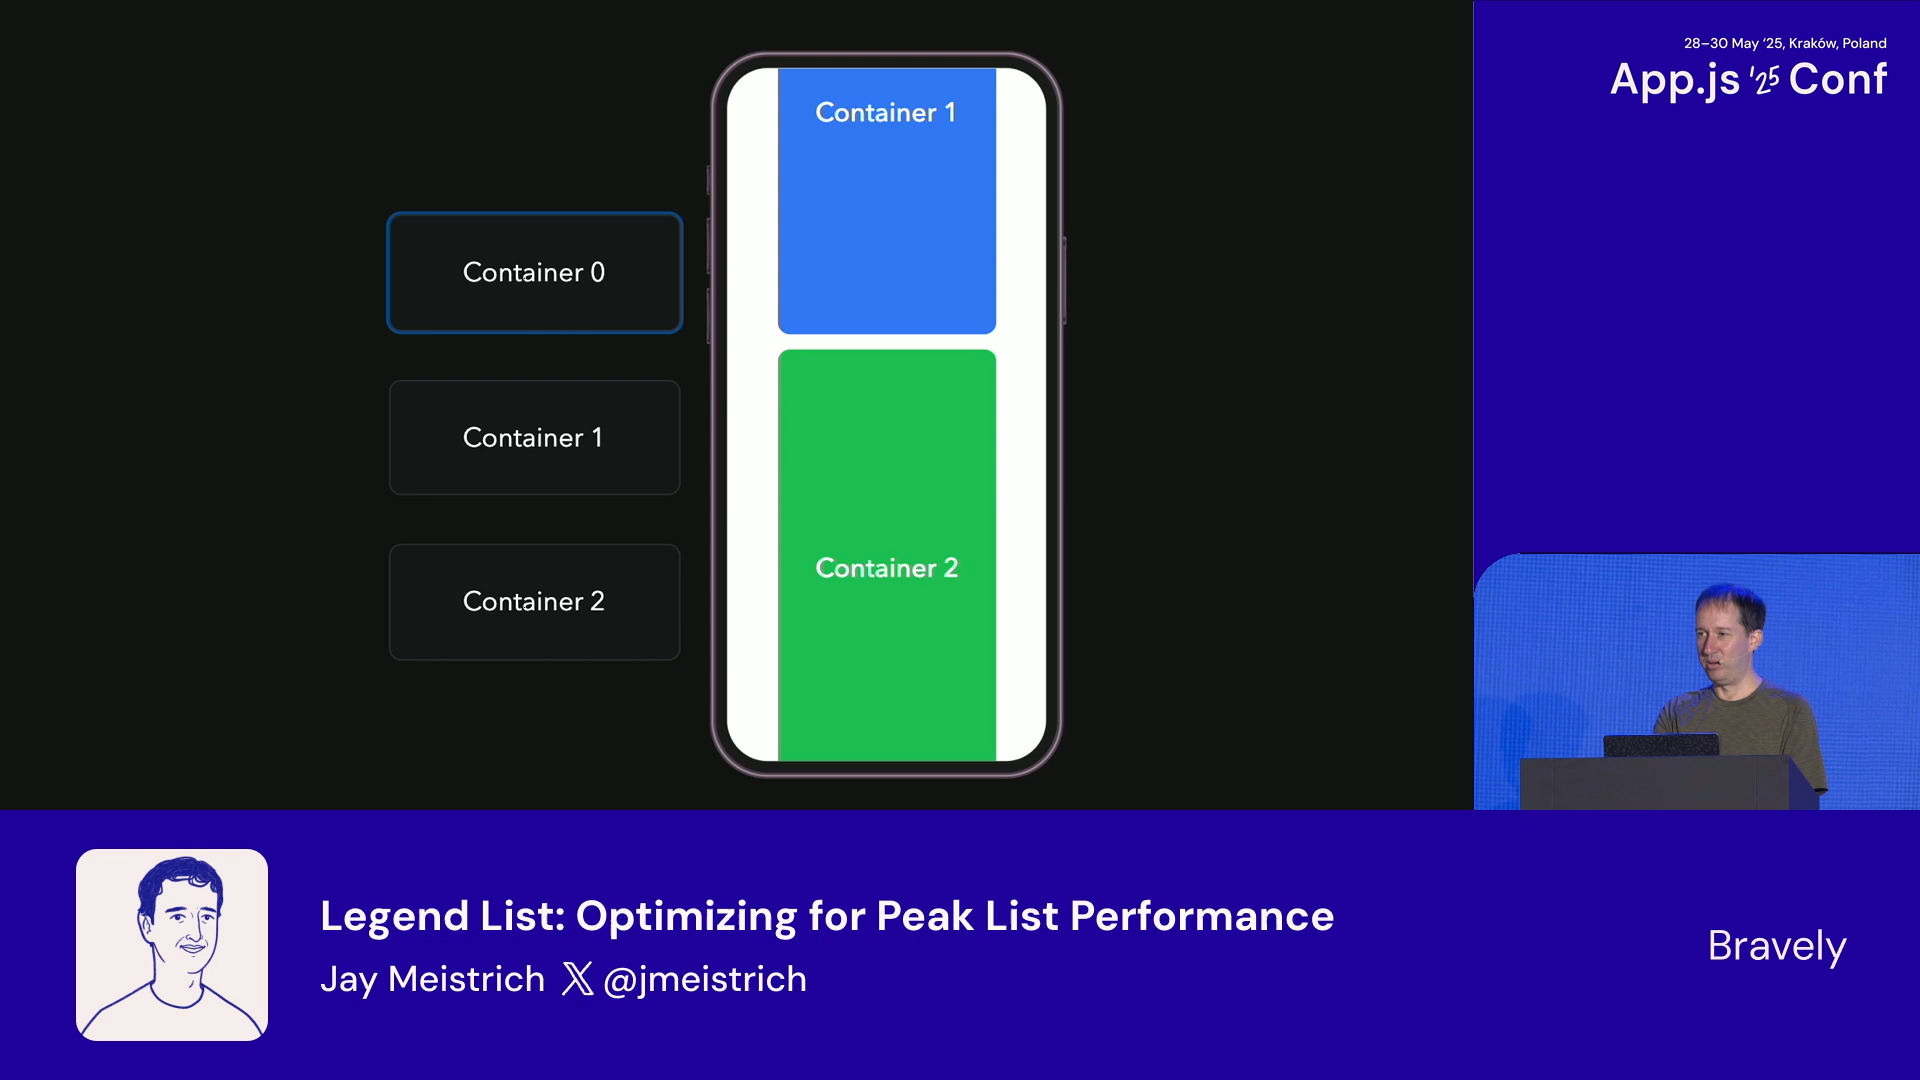 Container 1
Container 0
Container 1
Container 2
Container 2
28–30 May '25, Kraków, Poland
App.js '25 Conf
Legend List: Optimizing for Peak List Performance
Jay Meistrich 𝕏 @jmeistrich
Bravely